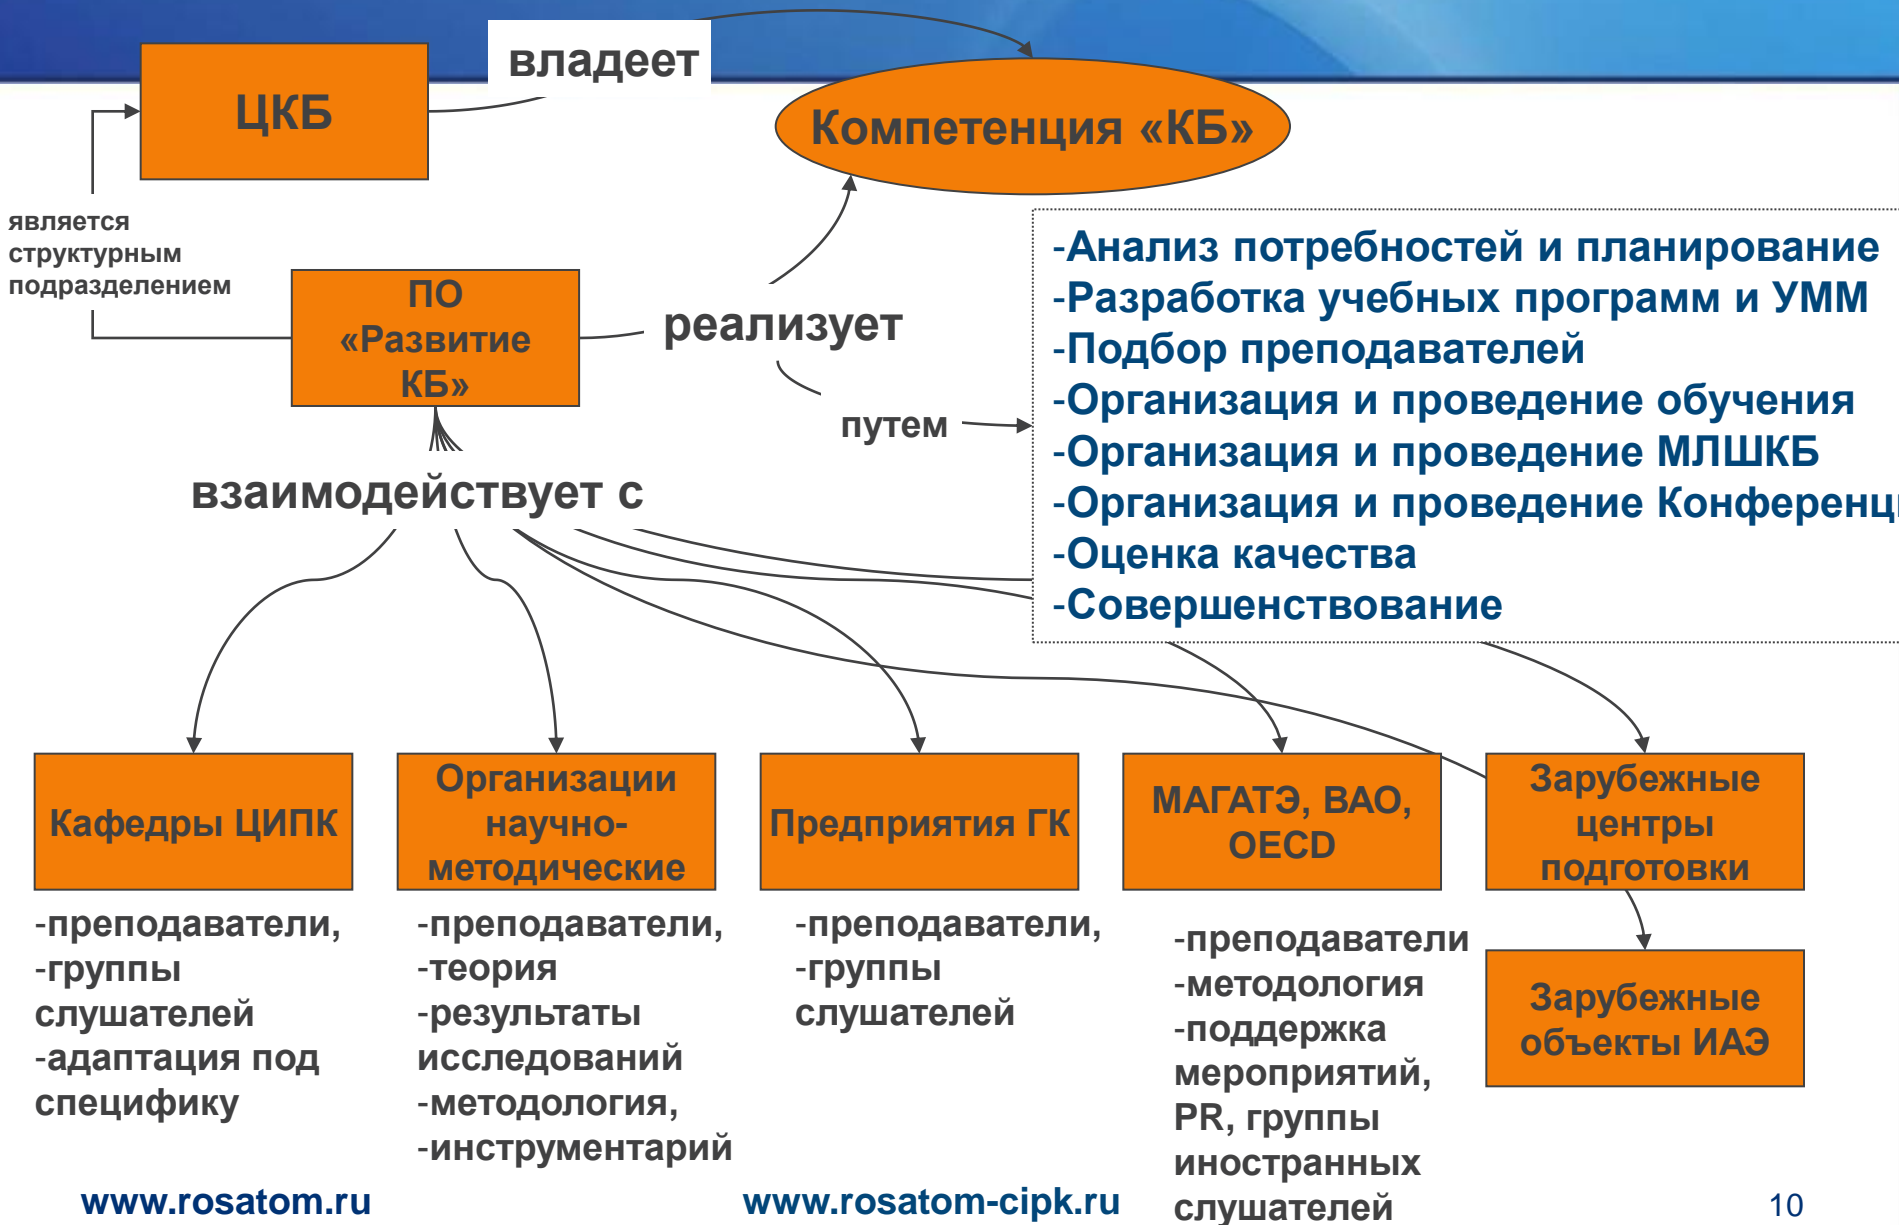 владеет
ЦКБ
Компетенция «КБ»
является
структурным
подразделением
ПО
«Развитие
КБ»
реализует
путем
-Анализ потребностей и планирование
-Разработка учебных программ и УММ
-Подбор преподавателей
-Организация и проведение обучения
-Организация и проведение МЛШКБ
-Организация и проведение Конференц
-Оценка качества
-Совершенствование
взаимодействует с
Кафедры ЦИПК
Организации
научно-
методические
Предприятия ГК
МАГАТЭ, ВАО,
OECD
Зарубежные
центры
подготовки
-преподаватели,
-группы
слушателей
-адаптация под
специфику
-преподаватели,
-теория
-результаты
исследований
-методология,
-инструментарий
-преподаватели,
-группы
слушателей
-преподаватели
-методология
-поддержка
мероприятий,
PR, группы
иностранных
слушателей
Зарубежные
объекты ИАЭ
www.rosatom.ru
www.rosatom-cipk.ru
10